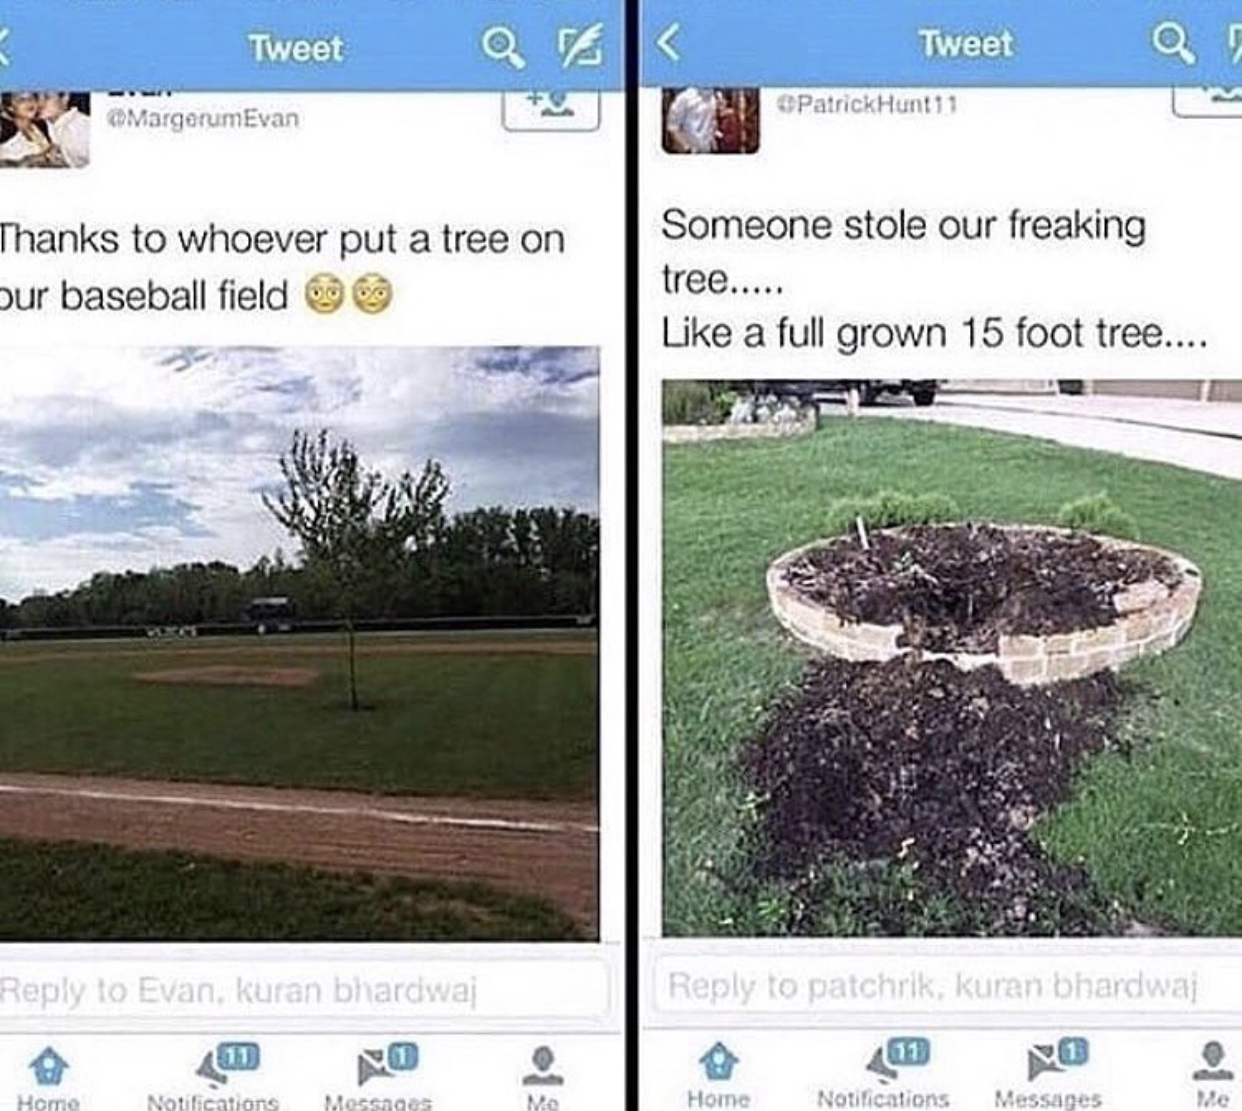 Tweet
@MargerumEvan
Thanks to whoever put a tree on
our baseball field 😳😳
Reply to Evan, kuran bhardwaj
11
1
Home
Notifications
Messages
Me
Tweet
@PatrickHunt11
Someone stole our freaking
tree.....
Like a full grown 15 foot tree....
Reply to patchrik, kuran bhardwaj
11
1
Home
Notifications
Messages
Me